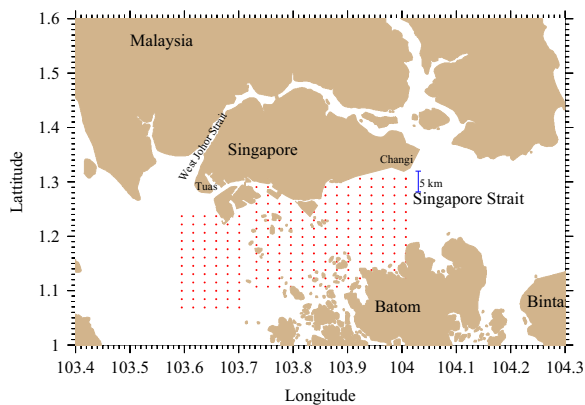 1.6
1.5
1.4
1.3
1.2
1.1
1
Lattitude
Malaysia
West Johor Strait
Singapore
Changi
Tuas
5 km
Singapore Strait
Batom
Binta
103.4 103.5 103.6 103.7 103.8 103.9 104 104.1 104.2 104.3
Longitude